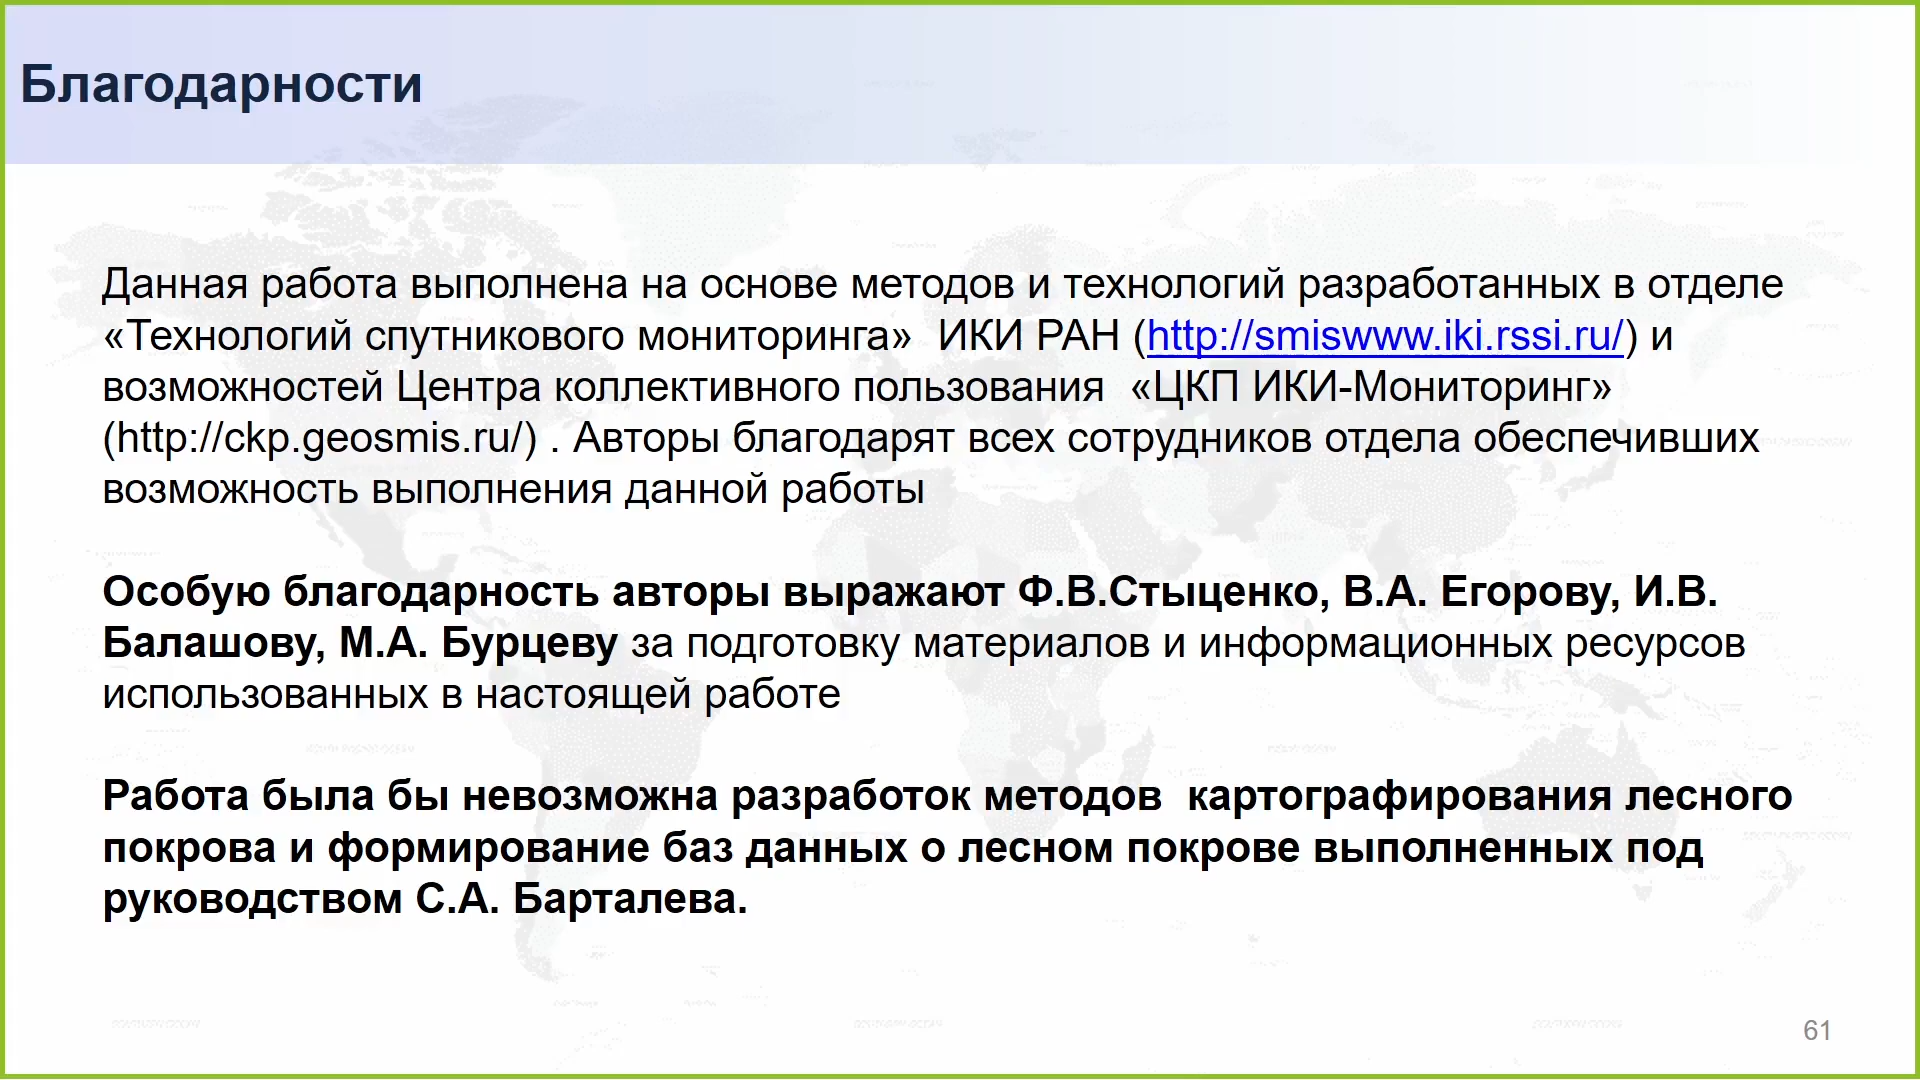 Благодарности
Данная работа выполнена на основе методов и технологий разработанных в отделе
«Технологий спутникового мониторинга»  ИКИ РАН (http://smiswww.iki.rssi.ru/) и
возможностей Центра коллективного пользования  «ЦКП ИКИ-Мониторинг»
(http://ckp.geosmis.ru/) . Авторы благодарят всех сотрудников отдела обеспечивших
возможность выполнения данной работы
Особую благодарность авторы выражают Ф.В.Стыценко, В.А. Егорову, И.В.
Балашову, М.А. Бурцеву за подготовку материалов и информационных ресурсов
использованных в настоящей работе
Работа была бы невозможна разработок методов  картографирования лесного
покрова и формирование баз данных о лесном покрове выполненных под
руководством С.А. Барталева.
61